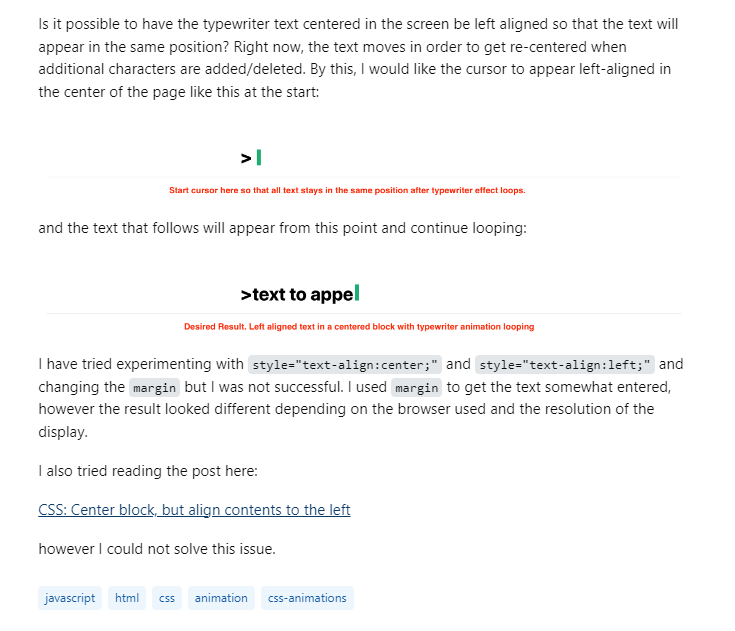 Is it possible to have the typewriter text centered in the screen be left aligned so that the text will
appear in the same position? Right now, the text moves in order to get re-centered when
additional characters are added/deleted. By this, I would like the cursor to appear left-aligned in
the center of the page like this at the start:
>
Start cursor here so that all text stays in the same position after typewriter effect loops.
and the text that follows will appear from this point and continue looping:
>text to appe
Desired Result. Left aligned text in a centered block with typewriter animation looping
I have tried experimenting with style="text-align:center;" and style="text-align:left;" and
changing the margin but I was not successful. I used margin to get the text somewhat entered,
however the result looked different depending on the browser used and the resolution of the
display.
I also tried reading the post here:
CSS: Center block, but align contents to the left
however I could not solve this issue.
javascript html css animation css-animations